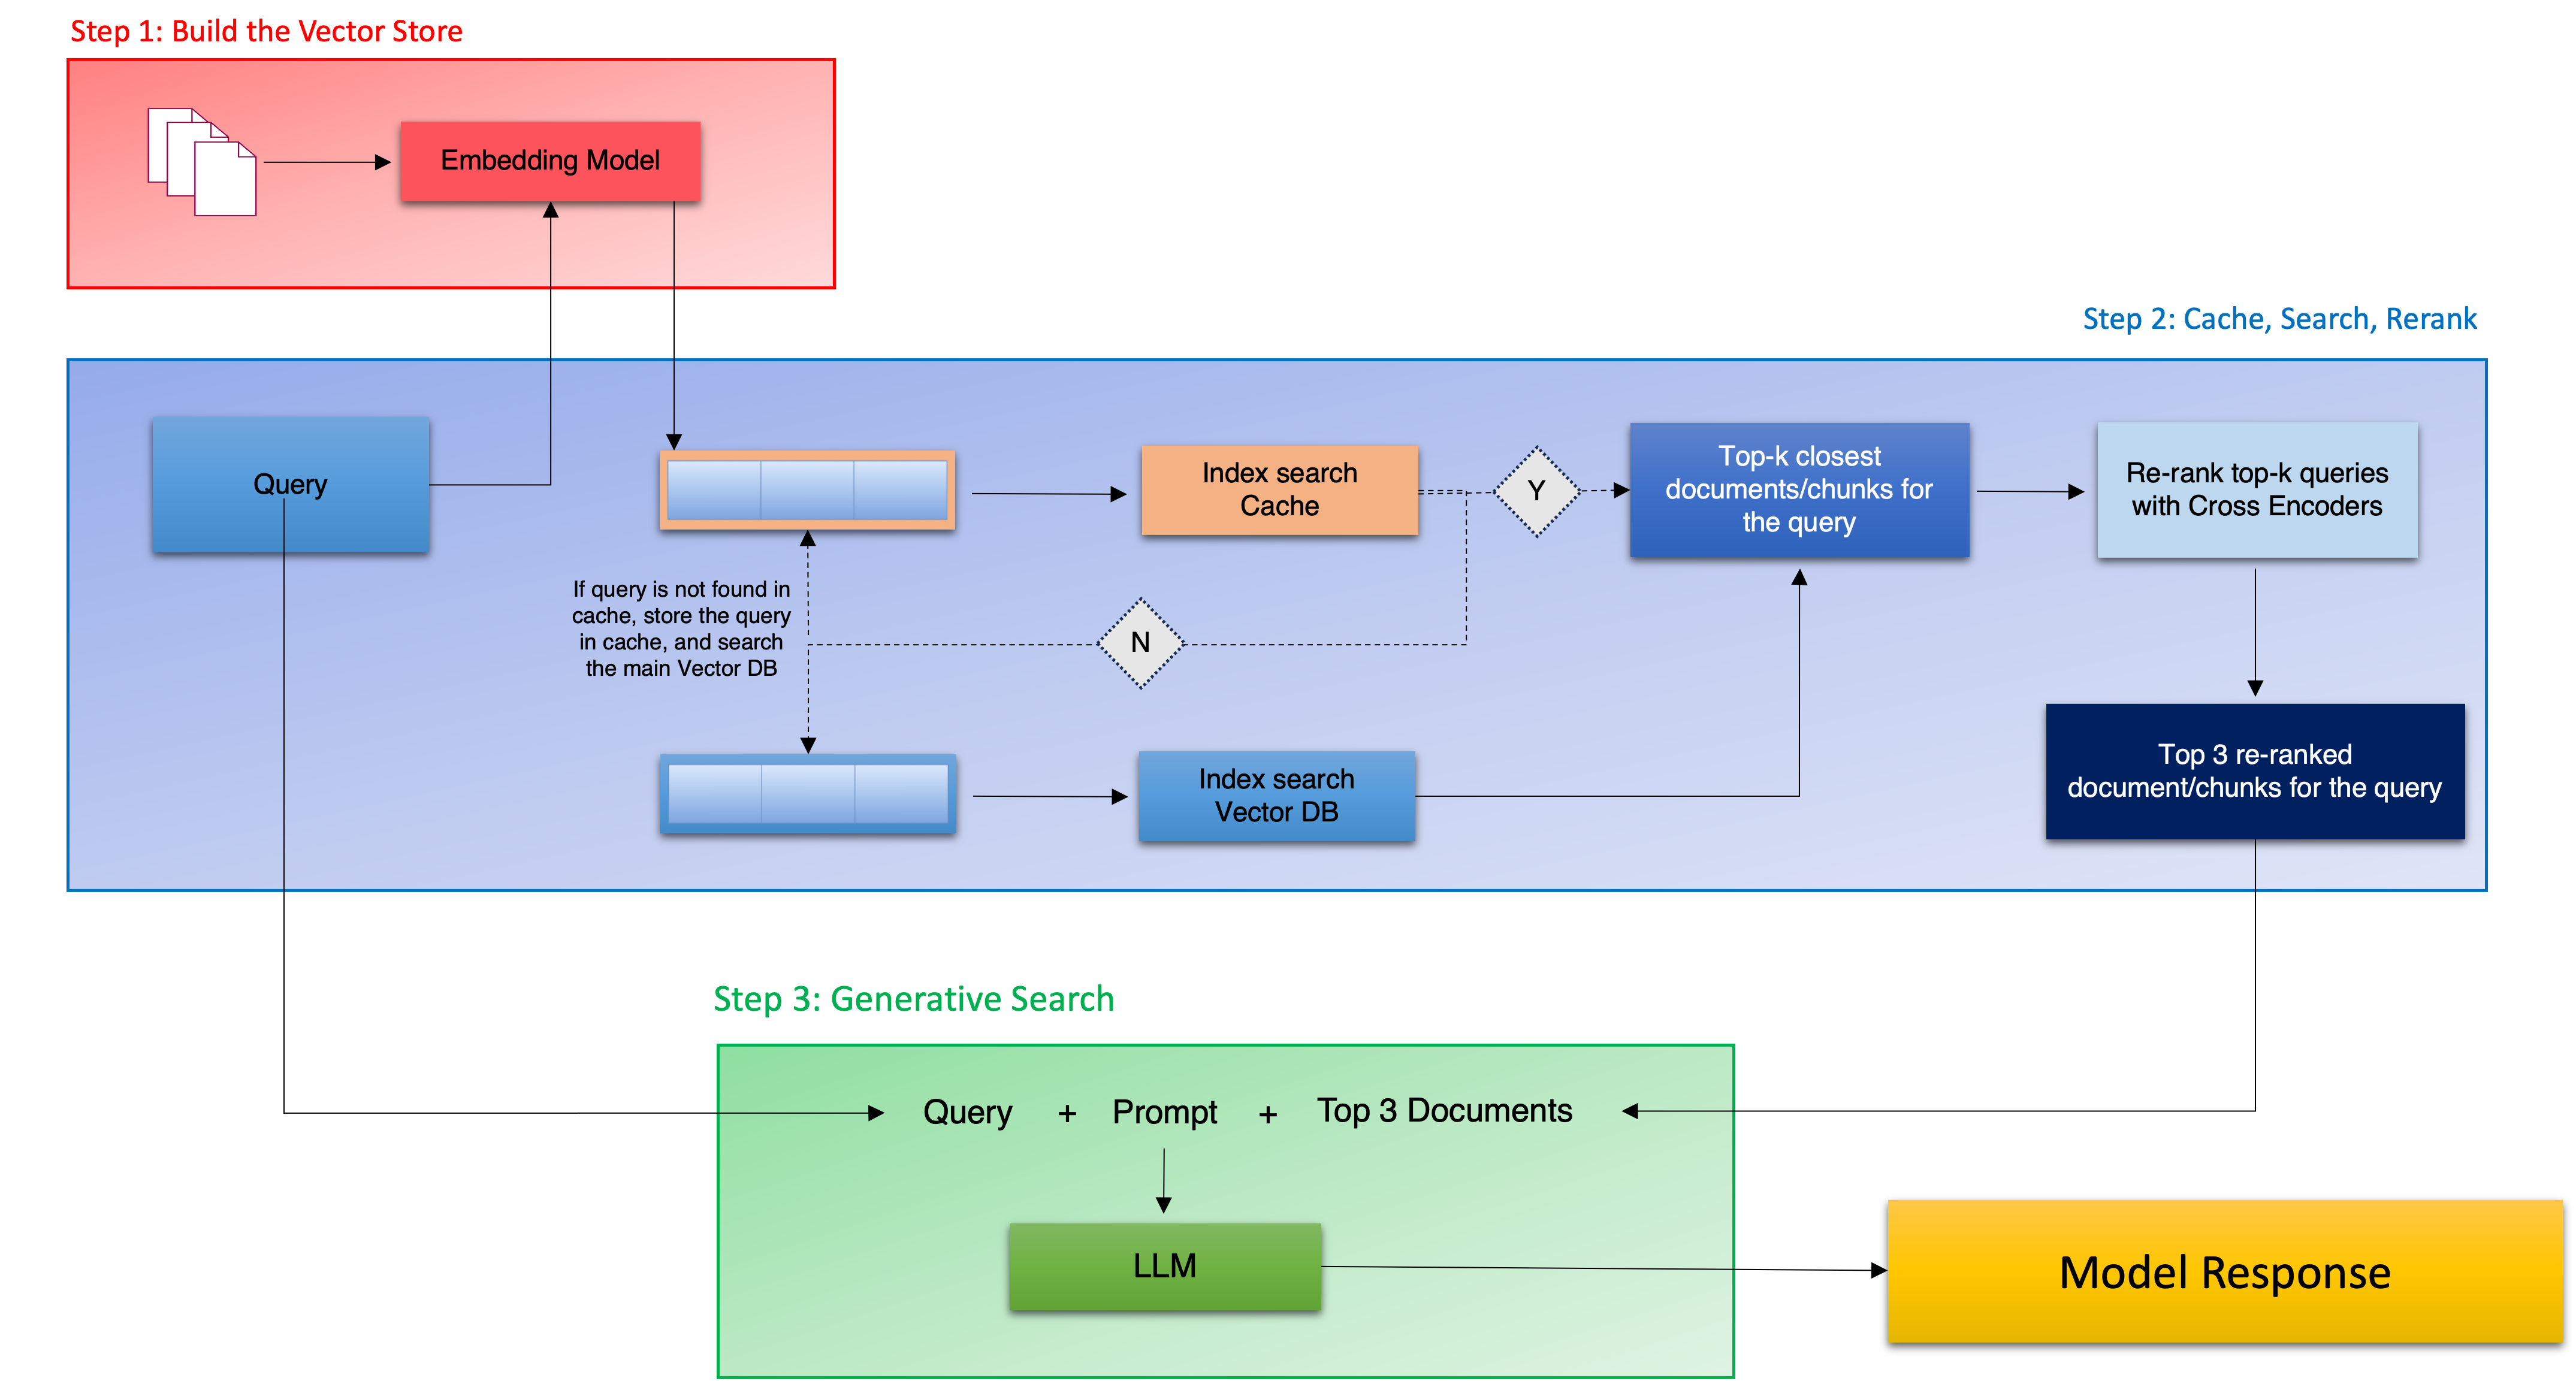 Step 1: Build the Vector Store
Embedding Model
Step 2: Cache, Search, Rerank
Query
Index search
Cache
Y
Top-k closest
documents/chunks for
the query
Re-rank top-k queries
with Cross Encoders
If query is not found in
cache, store the query
in cache, and search
the main Vector DB
N
Index search
Vector DB
Top 3 re-ranked
document/chunks for the query
Step 3: Generative Search
Query + Prompt + Top 3 Documents
LLM
Model Response